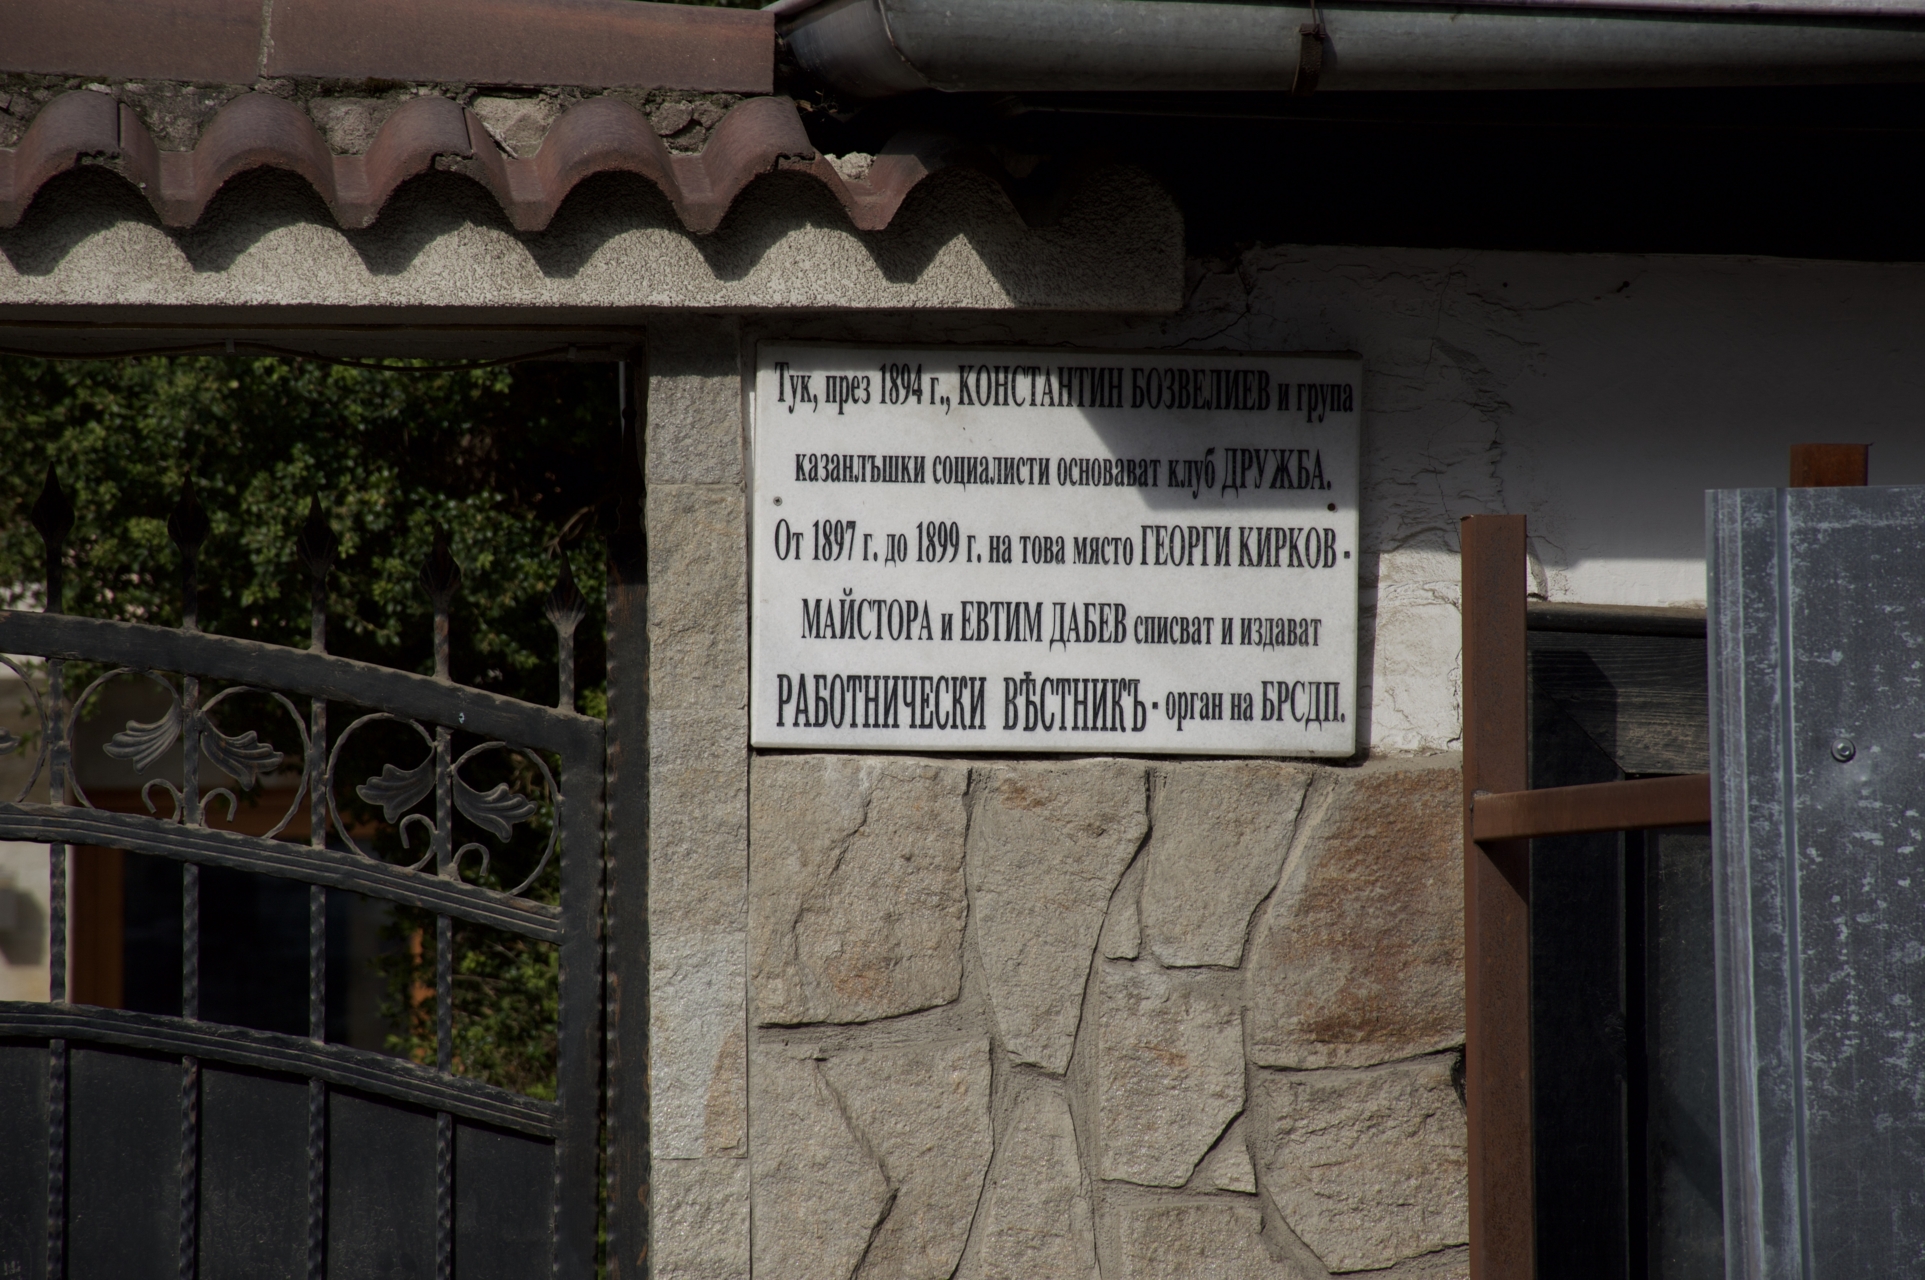 Тук, през 1894 г., КОНСТАНТИН БОЗВЕЛИЕВ и група
казанлъшки социалисти основават клуб ДРУЖБА.
От 1897 г. до 1899 г. на това място ГЕОРГИ КИРКОВ -
МАЙСТОРА и ЕВТИМ ДАБЕВ списват и издават
РАБОТНИЧЕСКИ ВѢСТНИКЪ - орган на БРСДП.